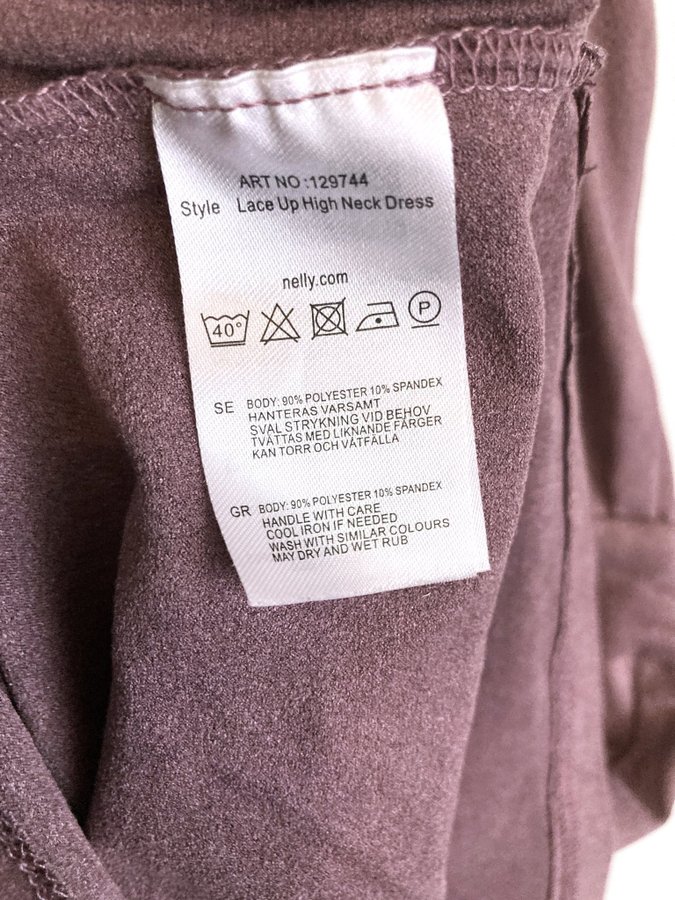 ART NO :129744
Style Lace Up High Neck Dress
nelly.com
40° P
SE BODY: 90% POLYESTER 10% SPANDEX
HANTERAS VARSAMT
SVAL STRYKNING VID BEHOV
TVÄTTAS MED LIKNANDE FÄRGER
KAN TORR OCH VÅTFÄLLA
GR BODY: 90% POLYESTER 10% SPANDEX
HANDLE WITH CARE
COOL IRON IF NEEDED
WASH WITH SIMILAR COLOURS
MAY DRY AND WET RUB